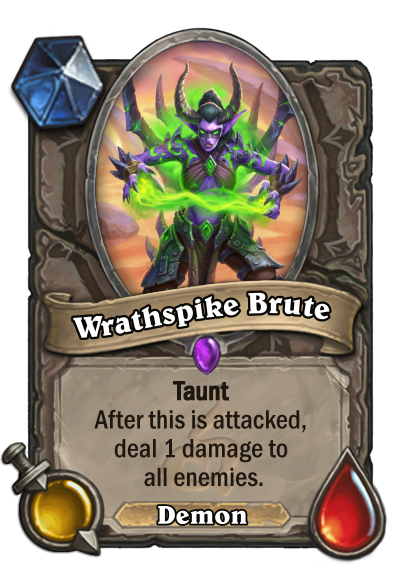 Wrathspike Brute
Taunt
After this is attacked,
deal 1 damage to
all enemies.
Demon